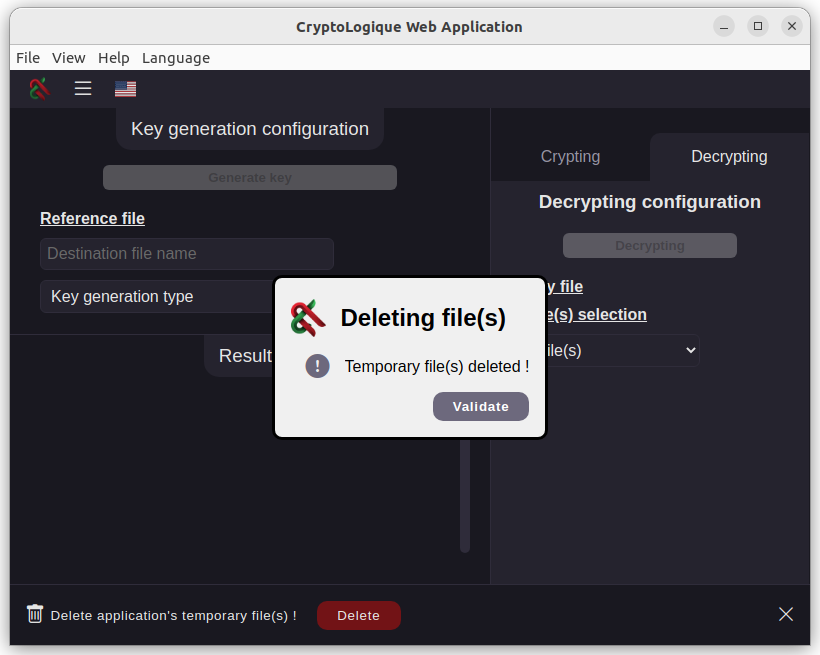 CryptoLogique Web Application
File View Help Language
Key generation configuration
Generate key
Reference file
Destination file name
Key generation type
Result
Crypting
Decrypting
Decrypting configuration
Decrypting
y file
e(s) selection
ile(s)
Deleting file(s)
Temporary file(s) deleted !
Validate
Delete application's temporary file(s) !
Delete